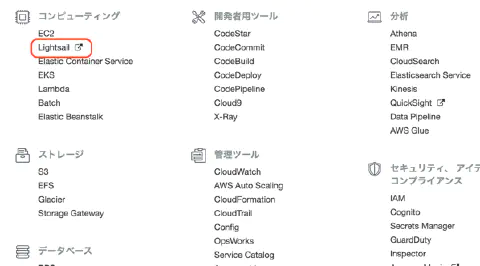 コンピューティング
EC2
Lightsail
Elastic Container Service
EKS
Lambda
Batch
Elastic Beanstalk
ストレージ
S3
EFS
Glacier
Storage Gateway
データベース
開発者用ツール
CodeStar
CodeCommit
CodeBuild
CodeDeploy
CodePipeline
Cloud9
X-Ray
管理ツール
CloudWatch
AWS Auto Scaling
CloudFormation
CloudTrail
Config
OpsWorks
Service Catalog
分析
Athena
EMR
CloudSearch
Elasticsearch Service
Kinesis
QuickSight
Data Pipeline
AWS Glue
セキュリティ、アイデ
コンプライアンス
IAM
Cognito
Secrets Manager
GuardDuty
Inspector